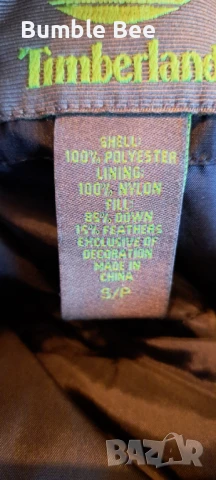 Bumble Bee
Timberland
SHELL:
100% POLYESTER
LINING:
100% NYLON
FILL:
85% DOWN
15% FEATHERS
EXCLUSIVE OF
DECORATION
MADE IN
CHINA
S/P
BAZAR
bg